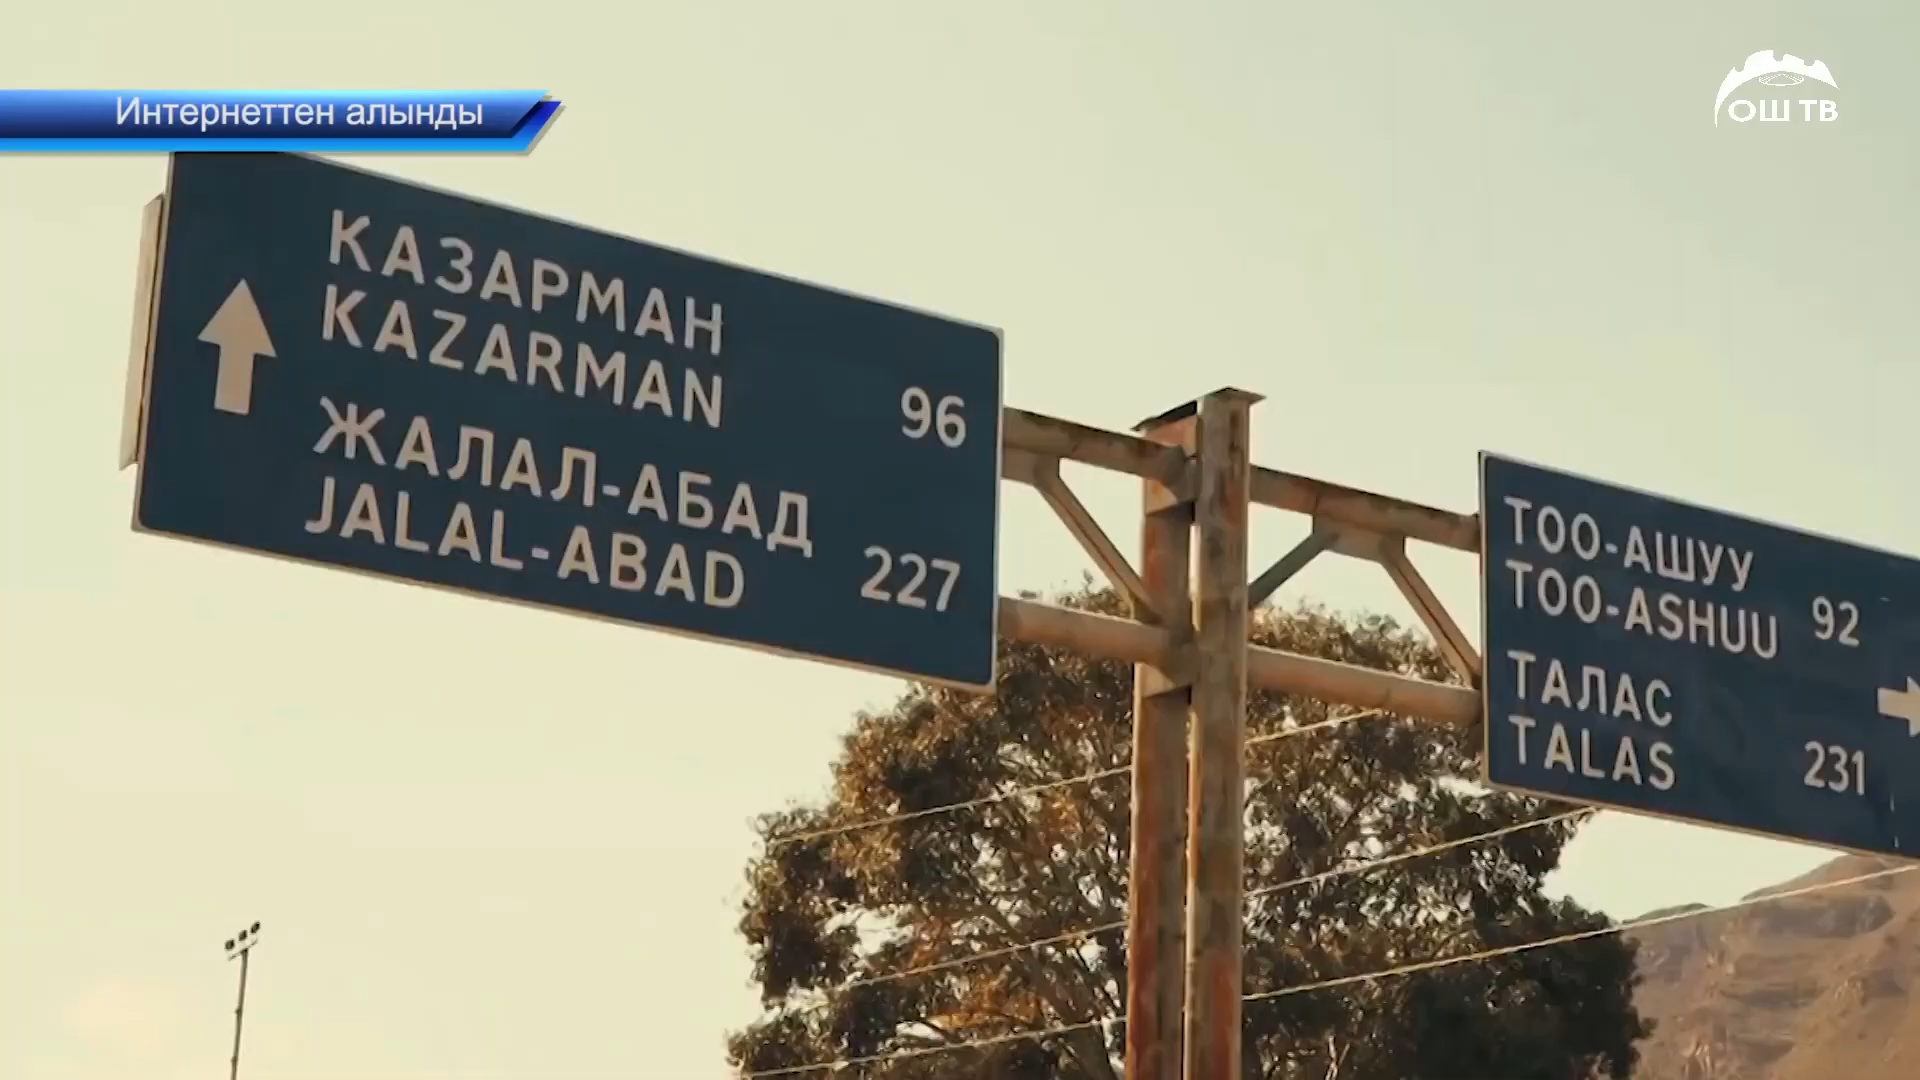 Интернеттен алынды
ОШ ТВ
КАЗАРМАН
KAZARMAN 96
ЖАЛАЛ-АБАД
JALAL-ABAD 227
ТОО-АШУУ
TOO-ASHUU 92
ТАЛАС
TALAS 231